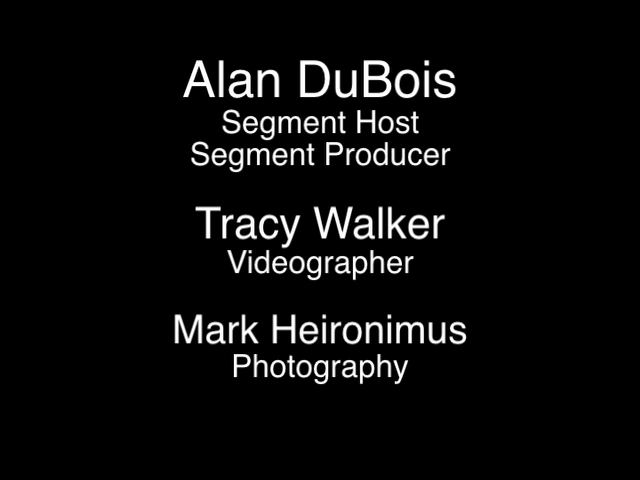 Alan DuBois
Segment Host
Segment Producer
Tracy Walker
Videographer
Mark Heironimus
Photography